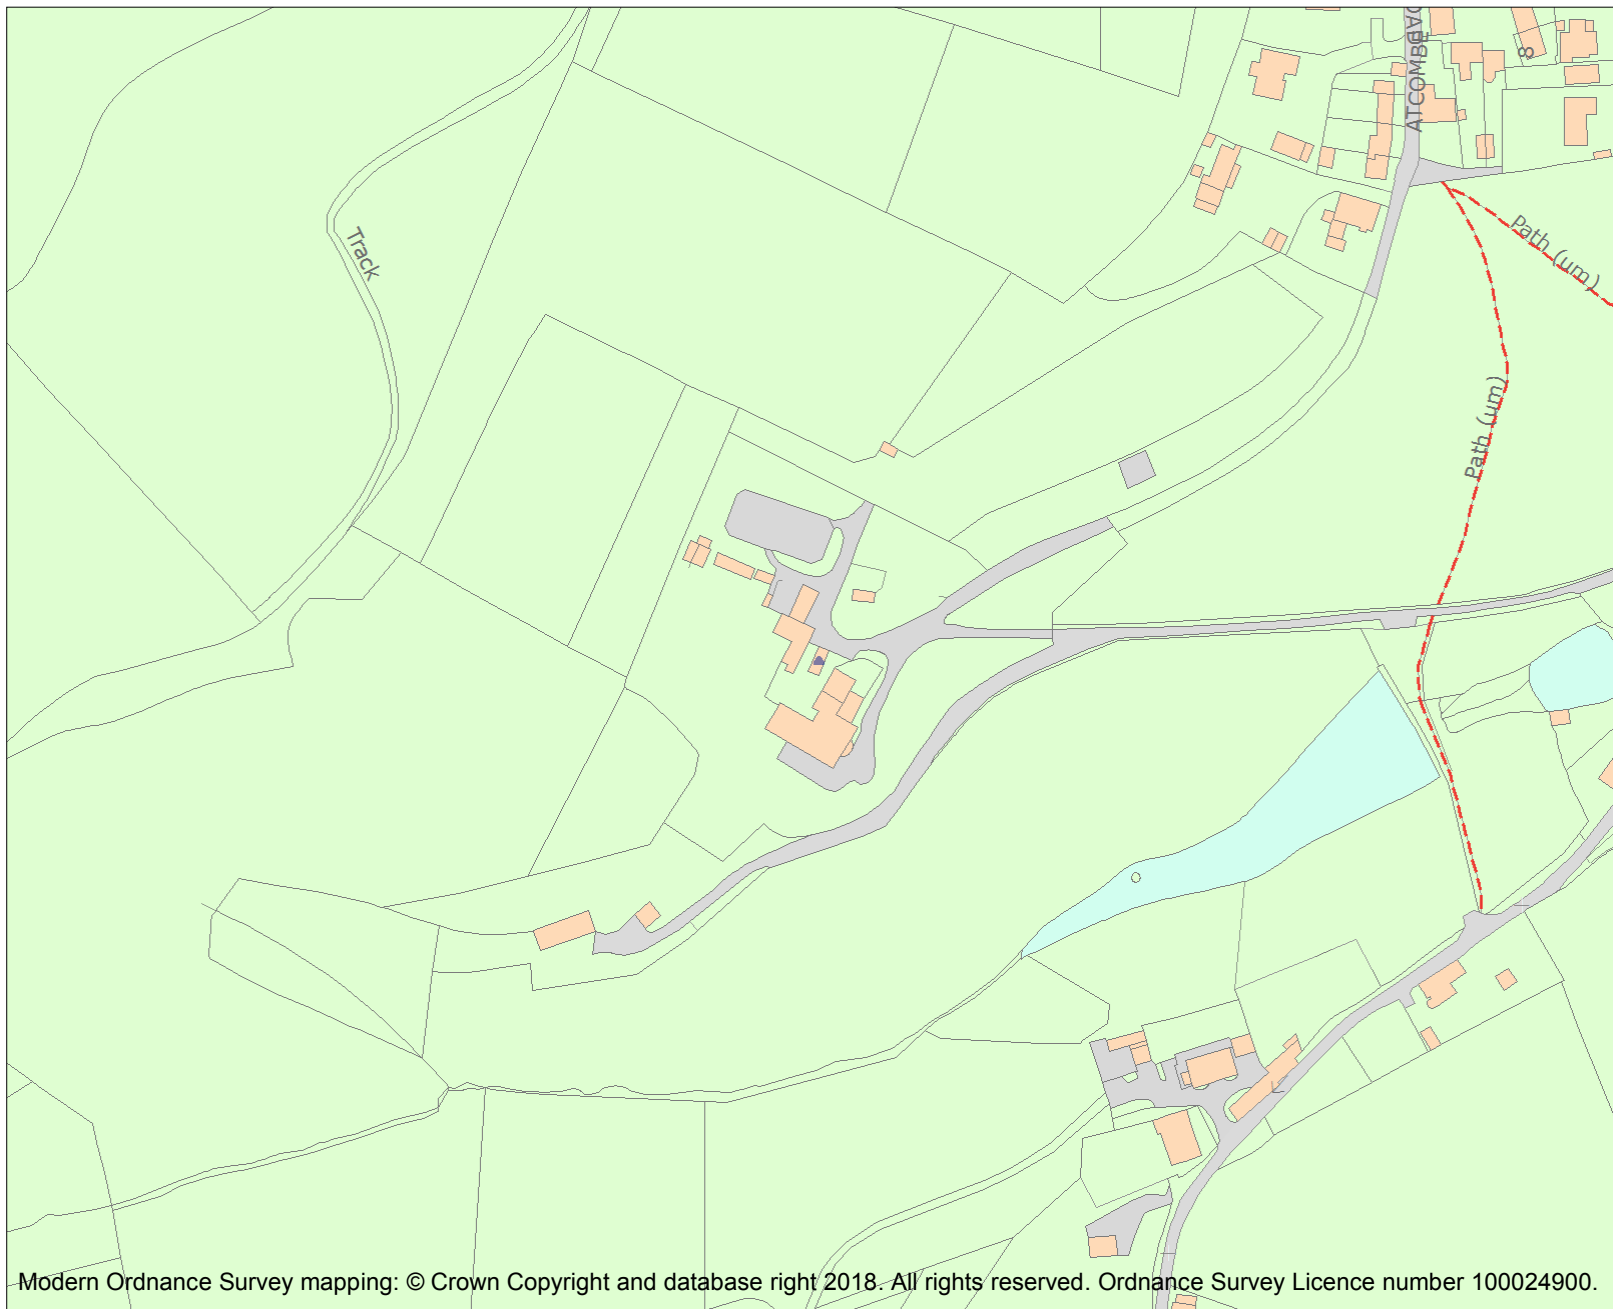 ATCOMBE
8
Track
Path (um)
Path (um)
Modern Ordnance Survey mapping: © Crown Copyright and database right 2018. All rights reserved. Ordnance Survey Licence number 100024900.